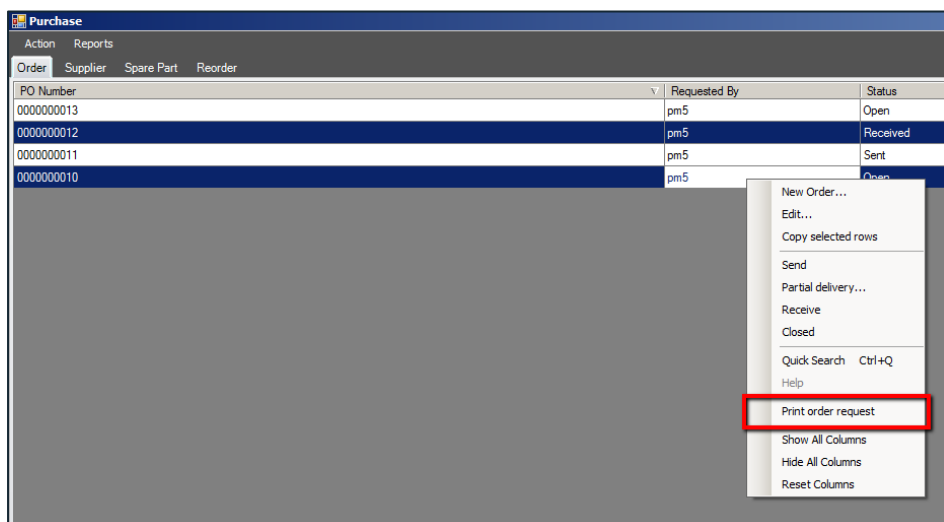 Purchase
Action Reports
Order Supplier Spare Part Reorder
PO Number Requested By Status
0000000013 pm5 Open
0000000012 pm5 Received
0000000011 pm5 Sent
0000000010 pm5 Open
New Order...
Edit...
Copy selected rows
Send
Partial delivery...
Receive
Closed
Quick Search Ctrl+Q
Help
Print order request
Show All Columns
Hide All Columns
Reset Columns